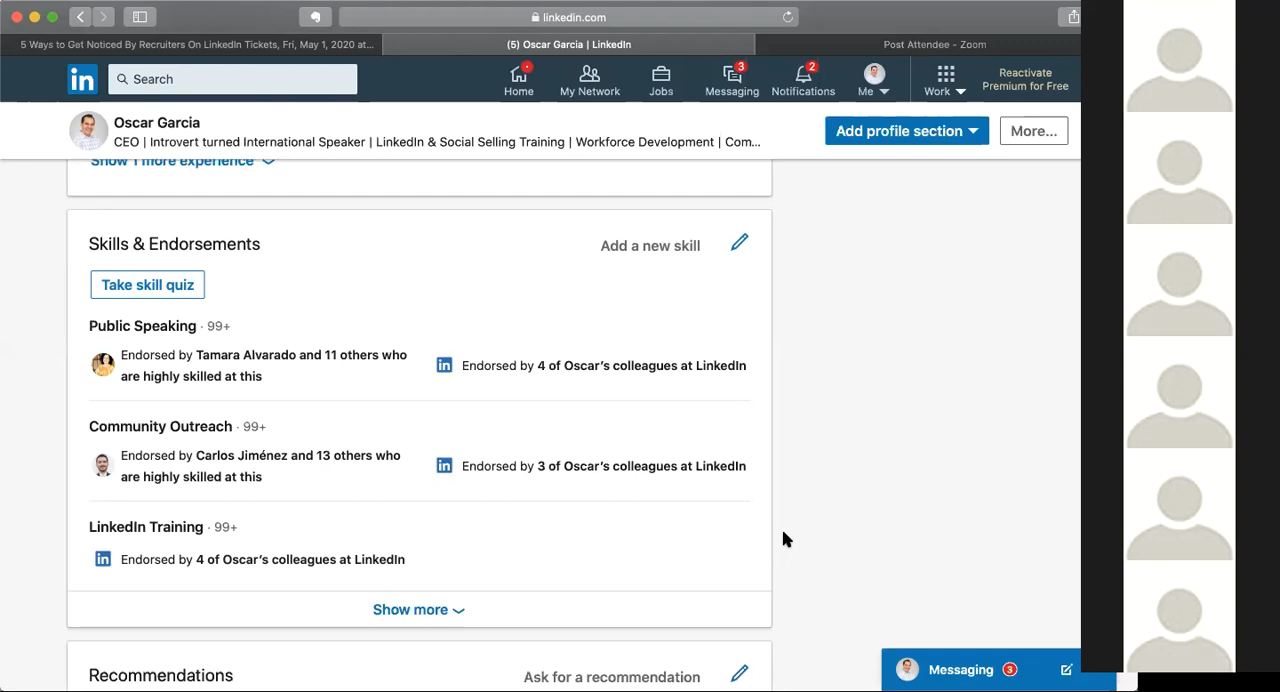 linkedin.com
5 Ways to Get Noticed By Recruiters On LinkedIn Tickets, Fri, May 1, 2020 at...
(5) Oscar Garcia | LinkedIn
Post Attendee - Zoom
in
Search
Home
My Network
Jobs
3
Messaging
2
Notifications
Me
Work
Reactivate
Premium for Free
Oscar Garcia
CEO | Introvert turned International Speaker | LinkedIn & Social Selling Training | Workforce Development | Com...
Add profile section
More...
Show 1 more experience
Skills & Endorsements
Add a new skill
Take skill quiz
Public Speaking · 99+
Endorsed by Tamara Alvarado and 11 others who
are highly skilled at this
in Endorsed by 4 of Oscar's colleagues at LinkedIn
Community Outreach · 99+
Endorsed by Carlos Jiménez and 13 others who
are highly skilled at this
in Endorsed by 3 of Oscar's colleagues at LinkedIn
LinkedIn Training · 99+
in Endorsed by 4 of Oscar's colleagues at LinkedIn
Show more
Recommendations
Ask for a recommendation
Messaging 3